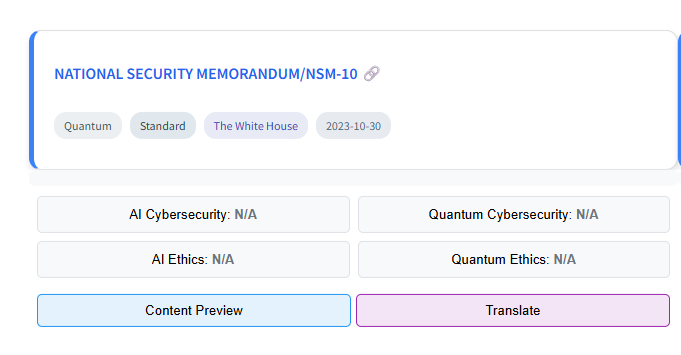 NATIONAL SECURITY MEMORANDUM/NSM-10
Quantum Standard The White House 2023-10-30
AI Cybersecurity: N/A Quantum Cybersecurity: N/A
AI Ethics: N/A Quantum Ethics: N/A
Content Preview Translate